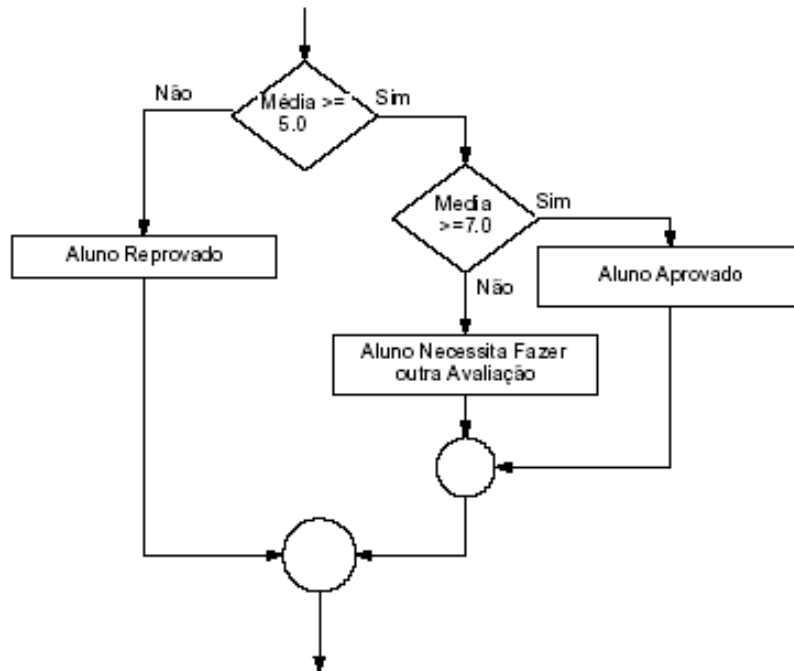 Não
Média >=
5.0
Sim
Media
>=7.0
Sim
Aluno Reprovado
Não
Aluno Aprovado
Aluno Necessita Fazer
outra Avaliação